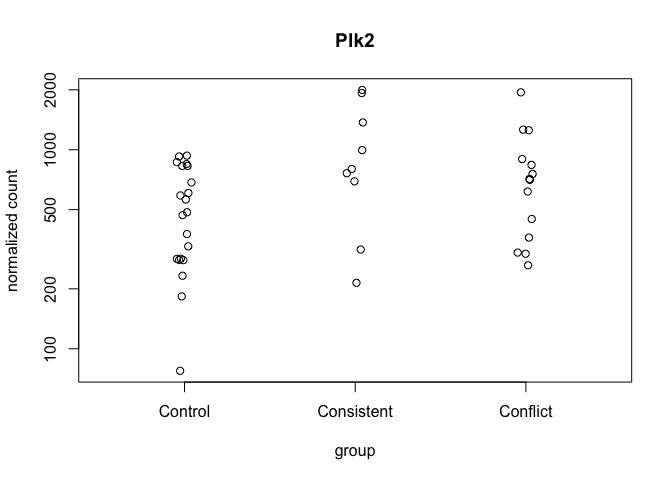 Plk2
normalized count
2000
1000
500
200
100
Control
Consistent
Conflict
group